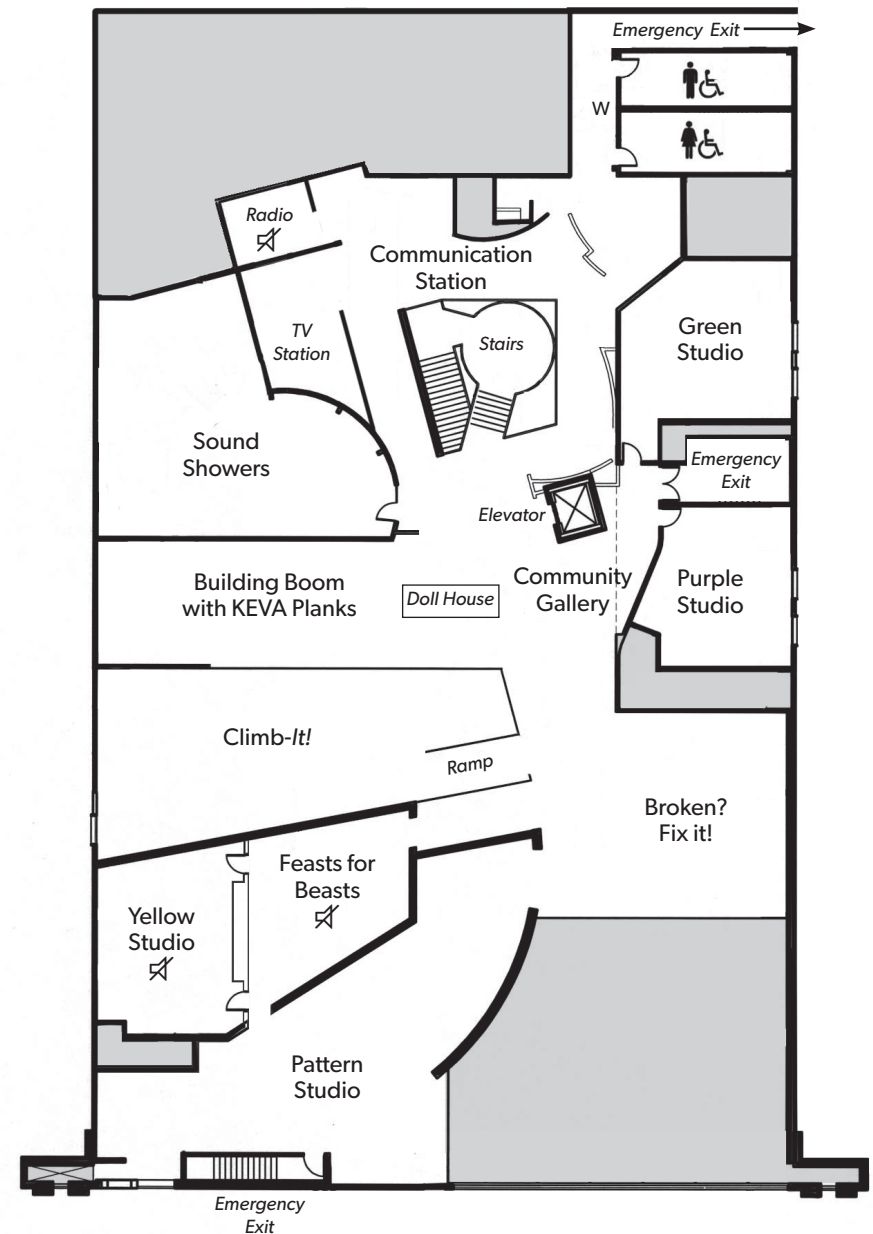 Emergency Exit
W
Radio
Communication
Station
TV
Station
Stairs
Green
Studio
Sound
Showers
Emergency
Exit
Elevator
Building Boom
with KEVA Planks
Doll House
Community
Gallery
Purple
Studio
Climb-It!
Ramp
Broken?
Fix it!
Feasts for
Beasts
Yellow
Studio
Pattern
Studio
Emergency
Exit